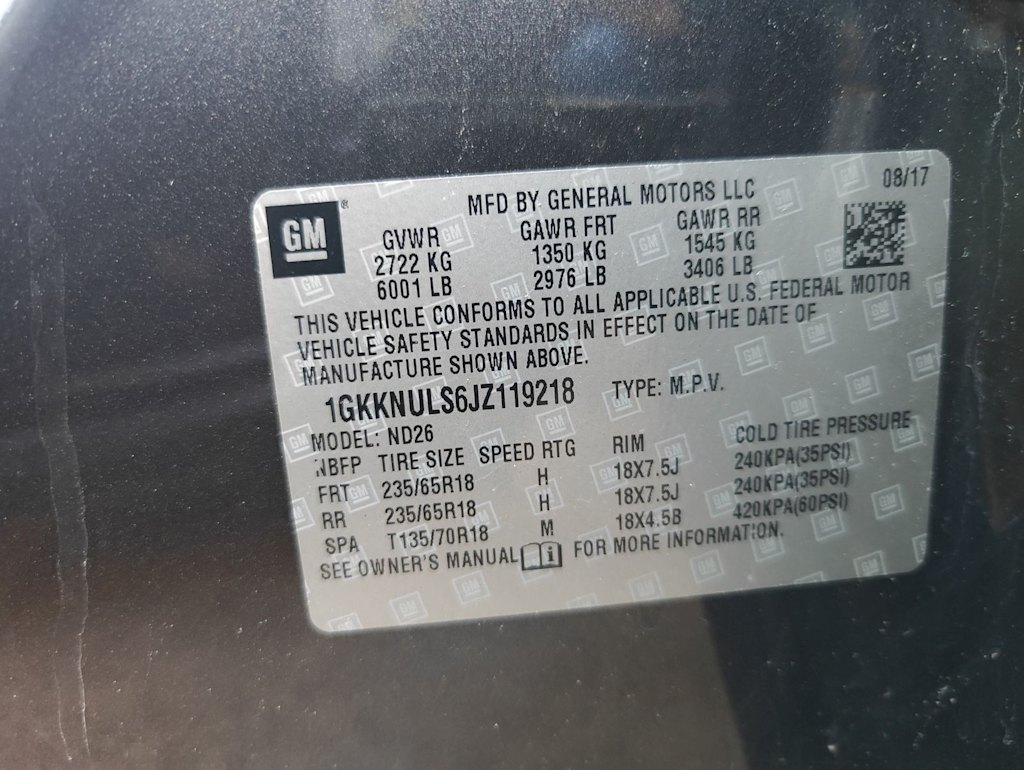 GM ®
MFD BY GENERAL MOTORS LLC 08/17
GVWR GAWR FRT GAWR RR
2722 KG 1350 KG 1545 KG
6001 LB 2976 LB 3406 LB
THIS VEHICLE CONFORMS TO ALL APPLICABLE U.S. FEDERAL MOTOR
VEHICLE SAFETY STANDARDS IN EFFECT ON THE DATE OF
MANUFACTURE SHOWN ABOVE.
1GKKNULS6JZ119218 TYPE: M.P.V.
MODEL: ND26
NBFP TIRE SIZE SPEED RTG RIM COLD TIRE PRESSURE
FRT 235/65R18 H 18X7.5J 240KPA(35PSI)
RR 235/65R18 H 18X7.5J 240KPA(35PSI)
SPA T135/70R18 M 18X4.5B 420KPA(60PSI)
SEE OWNER'S MANUAL i FOR MORE INFORMATION.